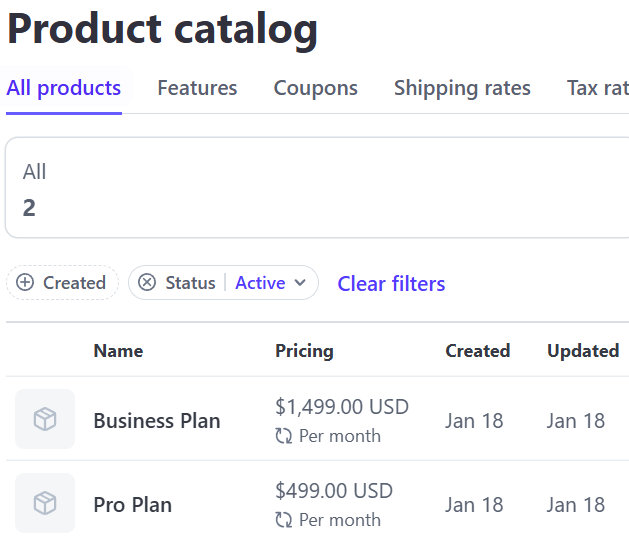 Product catalog
All products Features Coupons Shipping rates Tax rat
All
2
Created Status Active Clear filters
Name Pricing Created Updated
Business Plan $1,499.00 USD Jan 18 Jan 18
Per month
Pro Plan $499.00 USD Jan 18 Jan 18
Per month